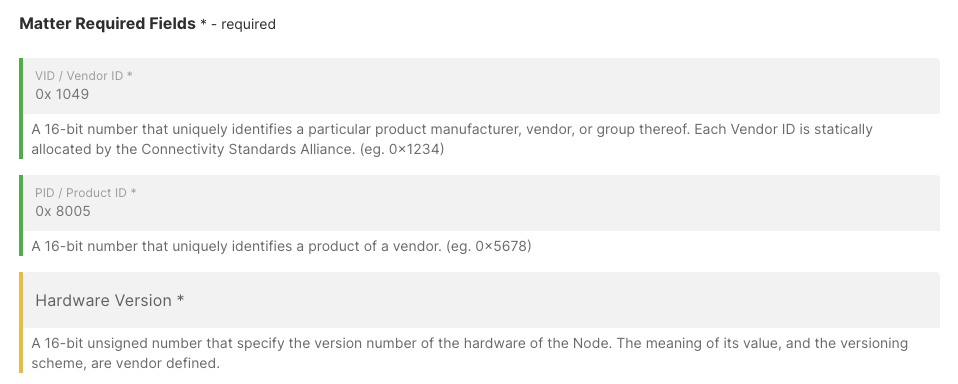 Matter Required Fields * - required
VID / Vendor ID *
0x 1049
A 16-bit number that uniquely identifies a particular product manufacturer, vendor, or group thereof. Each Vendor ID is statically
allocated by the Connectivity Standards Alliance. (eg. 0×1234)
PID / Product ID *
0x 8005
A 16-bit number that uniquely identifies a product of a vendor. (eg. 0×5678)
Hardware Version *
A 16-bit unsigned number that specify the version number of the hardware of the Node. The meaning of its value, and the versioning
scheme, are vendor defined.